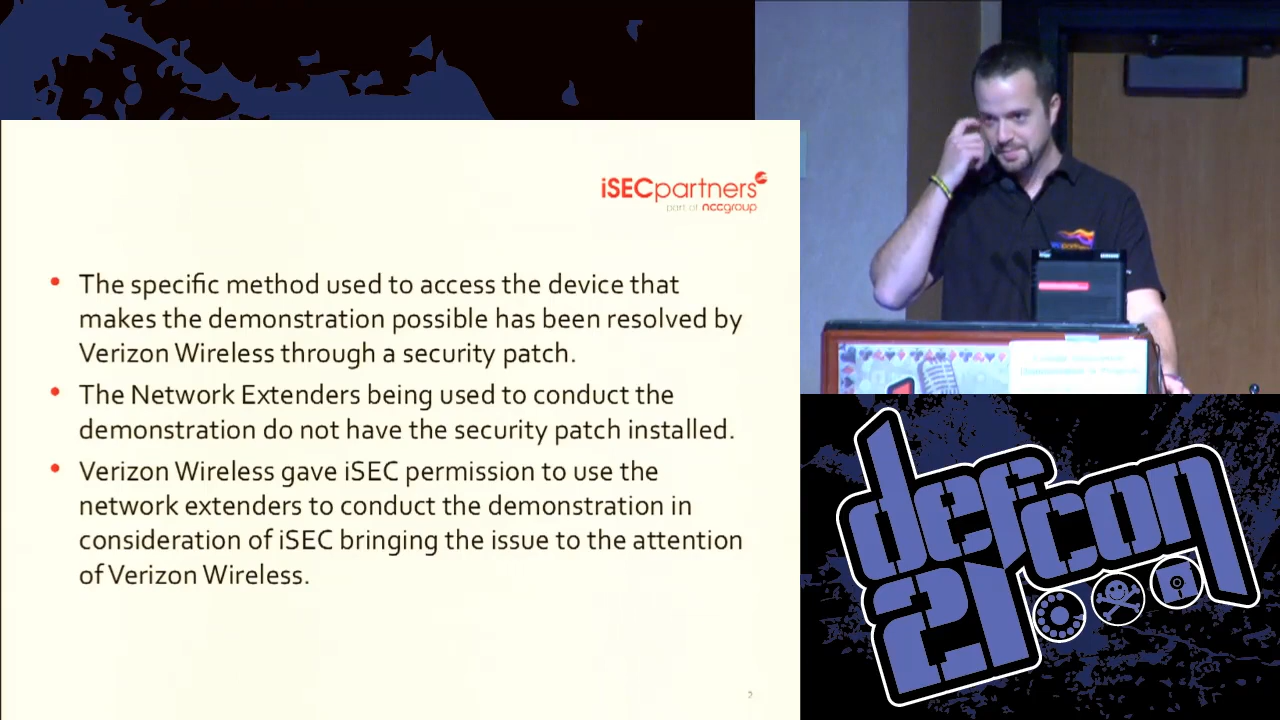 iSECpartners
part of nccgroup
• The specific method used to access the device that
makes the demonstration possible has been resolved by
Verizon Wireless through a security patch.
• The Network Extenders being used to conduct the
demonstration do not have the security patch installed.
• Verizon Wireless gave iSEC permission to use the
network extenders to conduct the demonstration in
consideration of iSEC bringing the issue to the attention
of Verizon Wireless.
2
defcon
21